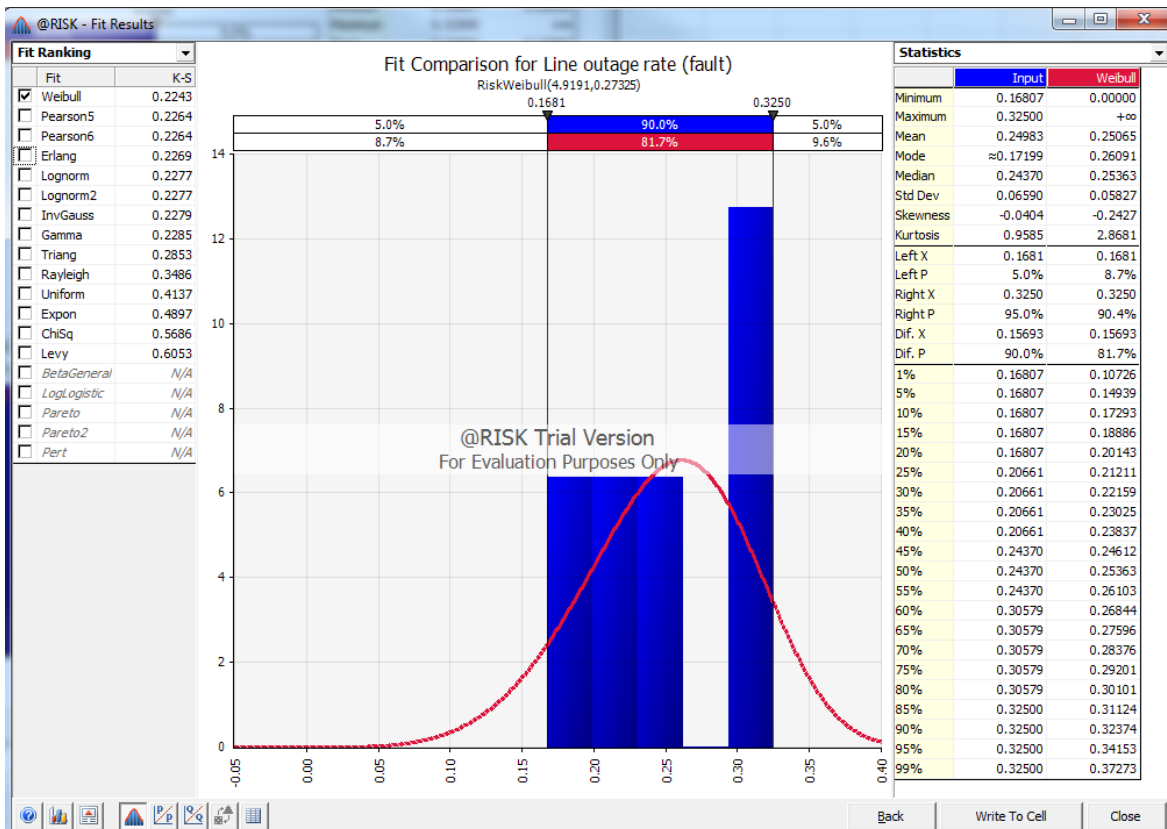 @RISK - Fit Results
Fit Ranking
Fit K-S
Weibull 0.2243
Pearson5 0.2264
Pearson6 0.2264
Erlang 0.2269
Lognorm 0.2277
Lognorm2 0.2277
InvGauss 0.2279
Gamma 0.2285
Triang 0.2853
Rayleigh 0.3486
Uniform 0.4137
Expon 0.4897
ChiSq 0.5686
Levy 0.6053
BetaGeneral N/A
LogLogistic N/A
Pareto N/A
Pareto2 N/A
Pert N/A
Fit Comparison for Line outage rate (fault)
RiskWeibull(4.9191,0.27325)
0.1681 0.3250
5.0% 90.0% 5.0%
8.7% 81.7% 9.6%
14
12
10
8
6
4
2
0
@RISK Trial Version
For Evaluation Purposes Only
-0.05 0.00 0.05 0.10 0.15 0.20 0.25 0.30 0.35 0.40
Statistics
Input Weibull
Minimum 0.16807 0.00000
Maximum 0.32500 +∞
Mean 0.24983 0.25065
Mode ≈0.17199 0.26091
Median 0.24370 0.25363
Std Dev 0.06590 0.05827
Skewness -0.0404 -0.2427
Kurtosis 0.9585 2.8681
Left X 0.1681 0.1681
Left P 5.0% 8.7%
Right X 0.3250 0.3250
Right P 95.0% 90.4%
Dif. X 0.15693 0.15693
Dif. P 90.0% 81.7%
1% 0.16807 0.10726
5% 0.16807 0.14939
10% 0.16807 0.17293
15% 0.16807 0.18886
20% 0.16807 0.20143
25% 0.20661 0.21211
30% 0.20661 0.22159
35% 0.20661 0.23025
40% 0.20661 0.23837
45% 0.24370 0.24612
50% 0.24370 0.25363
55% 0.24370 0.26103
60% 0.30579 0.26844
65% 0.30579 0.27596
70% 0.30579 0.28376
75% 0.30579 0.29201
80% 0.30579 0.30101
85% 0.32500 0.31124
90% 0.32500 0.32374
95% 0.32500 0.34153
99% 0.32500 0.37273
Back Write To Cell Close